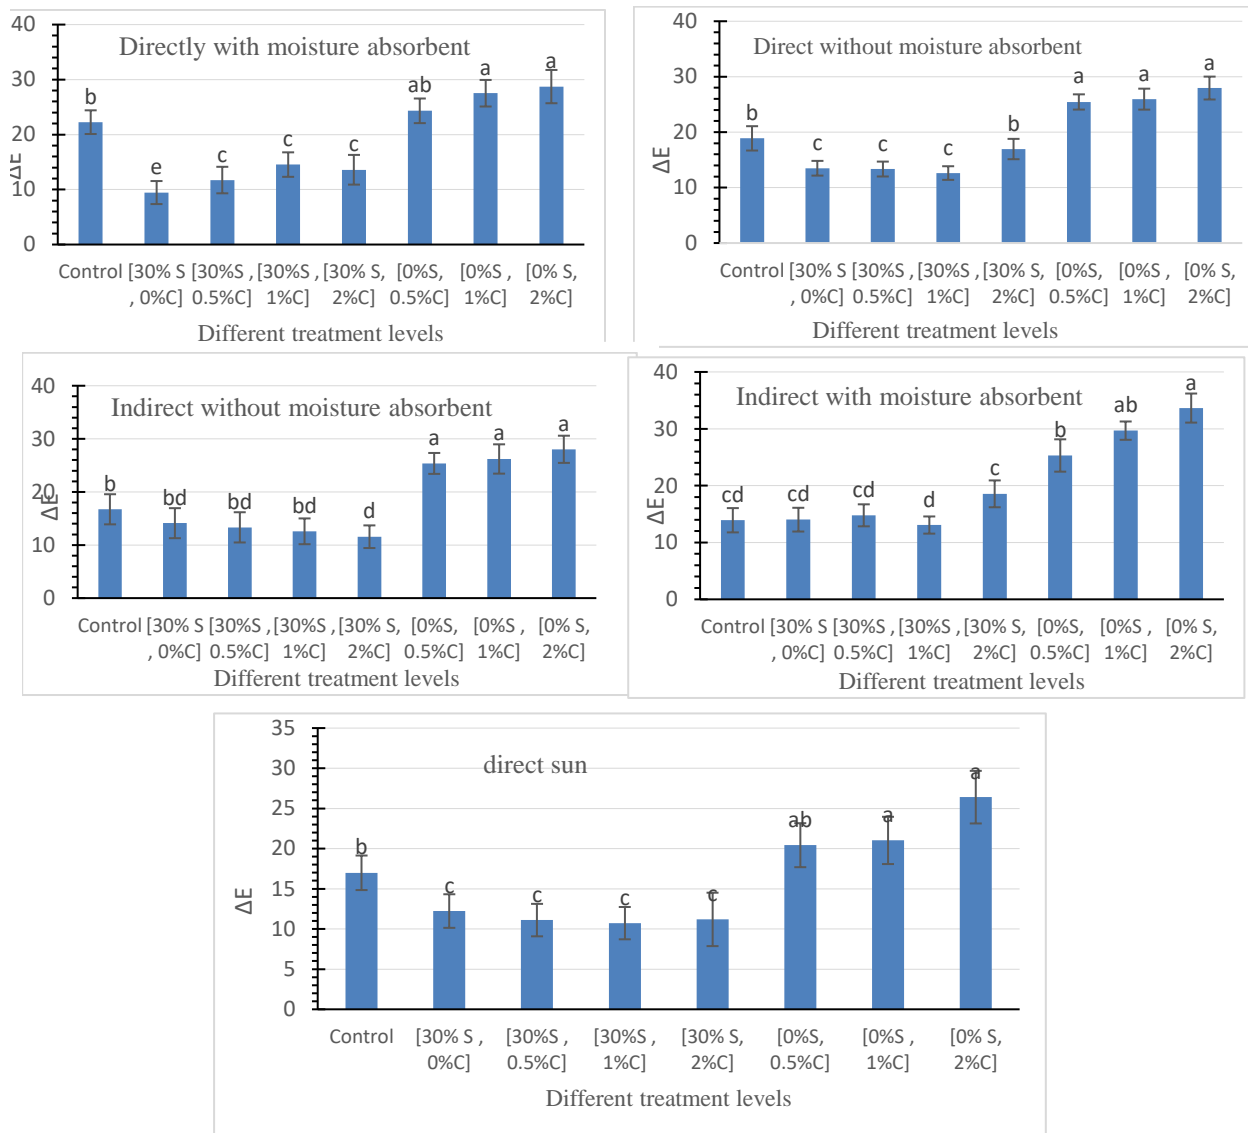 Directly with moisture absorbent
40
30
20
10
0
ΔE
b
e
c
c
c
ab
a
a
Control [30% S [30%S , [30%S , [30% S, [0%S, [0%S , [0% S,
, 0%C] 0.5%C] 1%C] 2%C] 0.5%C] 1%C] 2%C]
Different treatment levels
Direct without moisture absorbent
40
30
20
10
0
ΔE
b
c
c
c
b
a
a
a
Control [30% S [30%S , [30%S , [30% S, [0%S, [0%S , [0% S,
, 0%C] 0.5%C] 1%C] 2%C] 0.5%C] 1%C] 2%C]
Different treatment levels
Indirect without moisture absorbent
40
30
20
10
0
ΔE
b
bd
bd
bd
d
a
a
a
Control [30% S [30%S , [30%S , [30% S, [0%S, [0%S , [0% S,
, 0%C] 0.5%C] 1%C] 2%C] 0.5%C] 1%C] 2%C]
Different treatment levels
Indirect with moisture absorbent
40
30
20
10
0
ΔE
cd
cd
cd
d
c
b
ab
a
Control [30% S [30%S , [30%S , [30% S, [0%S, [0%S , [0% S,
, 0%C] 0.5%C] 1%C] 2%C] 0.5%C] 1%C] 2%C]
Different treatment levels
direct sun
35
30
25
20
15
10
5
0
ΔE
b
c
c
c
c
ab
a
a
Control [30% S , [30%S , [30%S , [30% S, [0%S, [0%S , [0% S,
0%C] 0.5%C] 1%C] 2%C] 0.5%C] 1%C] 2%C]
Different treatment levels